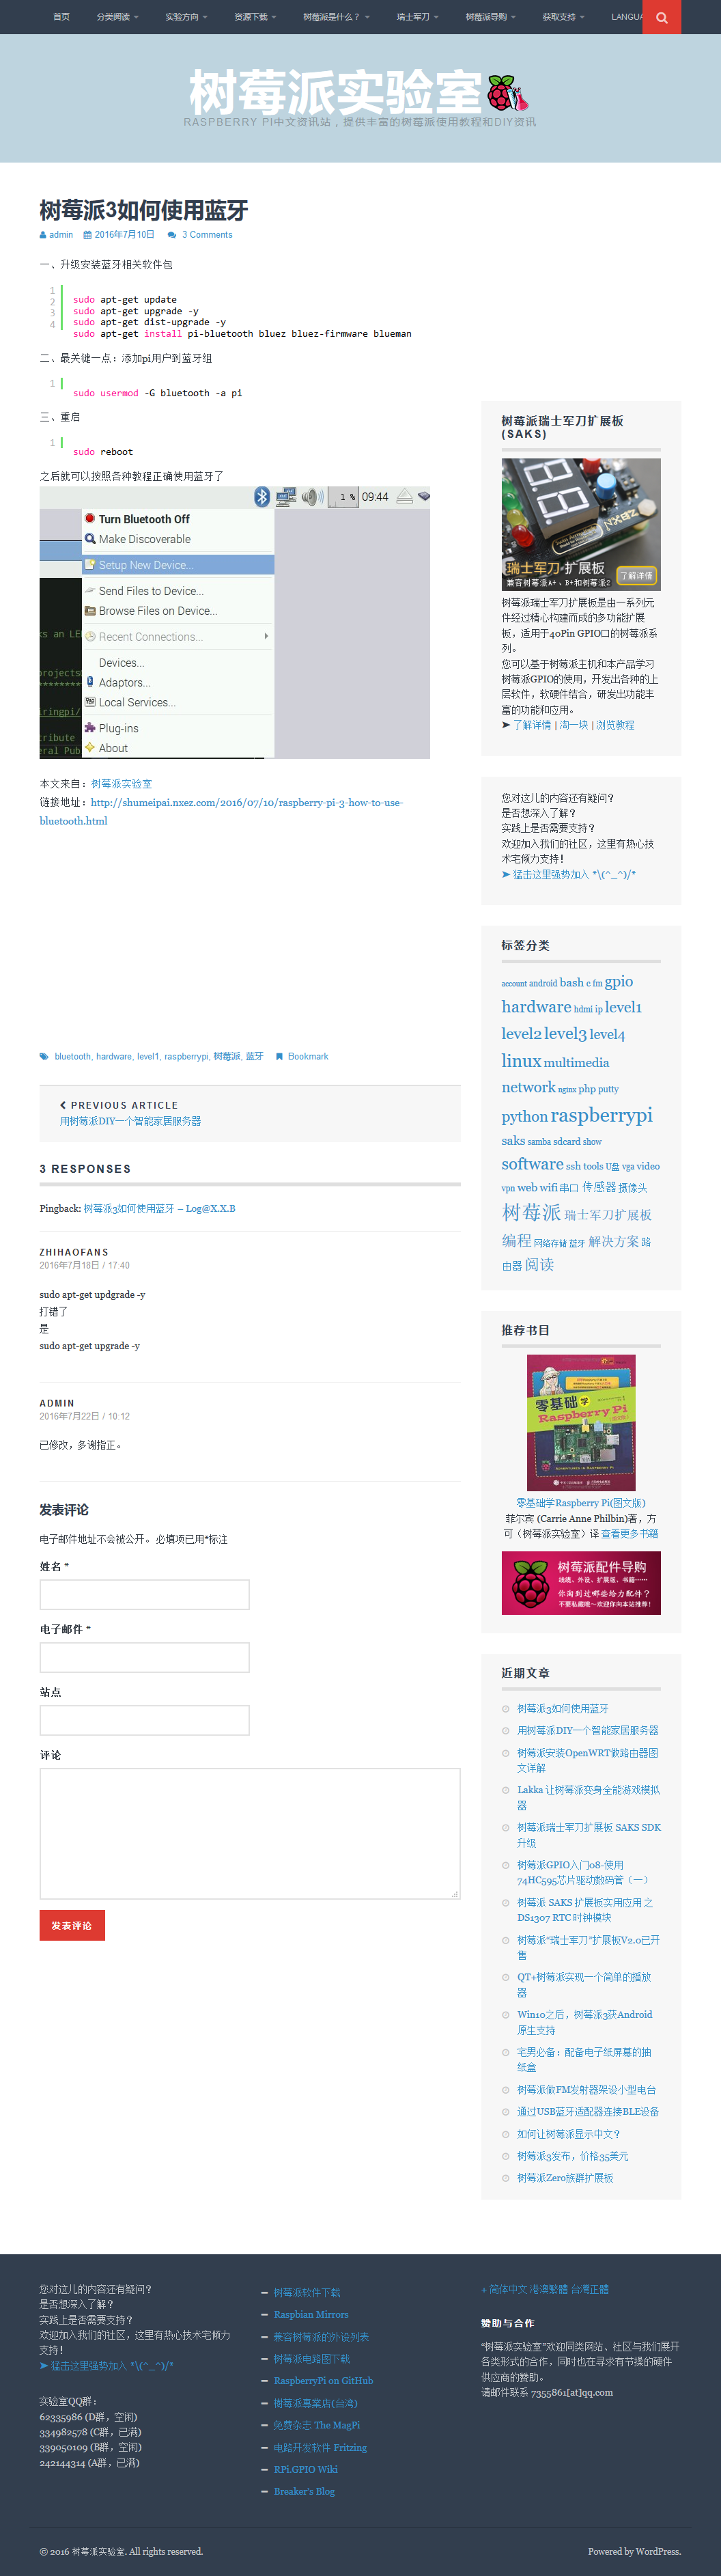 首页 分类阅读 实验方向 资源下载 树莓派是什么？ 瑞士军刀 树莓派导购 获取支持 LANGUA
树莓派实验室
RASPBERRY PI中文资讯站，提供丰富的树莓派使用教程和DIY资讯
树莓派3如何使用蓝牙
admin 2016年7月10日 3 Comments
一、升级安装蓝牙相关软件包
1 sudo apt-get update
2 sudo apt-get upgrade -y
3 sudo apt-get dist-upgrade -y
4 sudo apt-get install pi-bluetooth bluez bluez-firmware blueman
二、最关键一点：添加pi用户到蓝牙组
1 sudo usermod -G bluetooth -a pi
三、重启
1 sudo reboot
之后就可以按照各种教程正确使用蓝牙了
1 % 09:44
Turn Bluetooth Off
Make Discoverable
Setup New Device...
Send Files to Device...
Browse Files on Device...
Recent Connections...
Devices...
Adaptors...
Local Services...
Plug-ins
About
ks an LE
projects
iringpi/
tribute
eral Pub
本文来自：树莓派实验室
链接地址：http://shumeipai.nxez.com/2016/07/10/raspberry-pi-3-how-to-use-
bluetooth.html
bluetooth, hardware, level1, raspberrypi, 树莓派, 蓝牙 Bookmark
PREVIOUS ARTICLE
用树莓派DIY一个智能家居服务器
3 RESPONSES
Pingback: 树莓派3如何使用蓝牙 – Log@X.X.B
ZHIHAOFANS
2016年7月18日 / 17:40
sudo apt-get updgrade -y
打错了
是
sudo apt-get upgrade -y
ADMIN
2016年7月22日 / 10:12
已修改，多谢指正。
发表评论
电子邮件地址不会被公开。 必填项已用*标注
姓名 *
电子邮件 *
站点
评论
发表评论
树莓派瑞士军刀扩展板
(SAKS)
NXEZ
瑞士军刀·扩展板
兼容树莓派A+、B+和树莓派2
了解详情
树莓派瑞士军刀扩展板是由一系列元
件经过精心构建而成的多功能扩展
板，适用于40Pin GPIO口的树莓派系
列。
您可以基于树莓派主机和本产品学习
树莓派GPIO的使用，开发出各种的上
层软件，软硬件结合，研发出功能丰
富的功能和应用。
➤ 了解详情 | 淘一块 | 浏览教程
您对这儿的内容还有疑问？
是否想深入了解？
实践上是否需要支持？
欢迎加入我们的社区，这里有热心技
术宅倾力支持！
➤ 猛击这里强势加入 *\(^_^)/*
标签分类
account android bash c fm gpio
hardware hdmi ip level1
level2 level3 level4
linux multimedia
network nginx php putty
python raspberrypi
saks samba sdcard show
software ssh tools U盘 vga video
vpn web wifi 串口 传感器 摄像头
树莓派 瑞士军刀扩展板
编程 网络存储 蓝牙 解决方案 路
由器 阅读
推荐书目
零基础学
Raspberry Pi
零基础学Raspberry Pi(图文版)
菲尔宾 (Carrie Anne Philbin)著，方
可（树莓派实验室）译 查看更多书籍
树莓派配件导购
线缆、外设、扩展板、书籍······
你淘到这哪些给力配件？
不要私藏啦~欢迎你向本站推荐！
近期文章
树莓派3如何使用蓝牙
用树莓派DIY一个智能家居服务器
树莓派安装OpenWRT做路由器图
文详解
Lakka 让树莓派变身全能游戏模拟
器
树莓派瑞士军刀扩展板 SAKS SDK
升级
树莓派GPIO入门08-使用
74HC595芯片驱动数码管（一）
树莓派 SAKS 扩展板实用应用 之
DS1307 RTC 时钟模块
树莓派“瑞士军刀”扩展板V2.0已开
售
QT+树莓派实现一个简单的播放
器
Win10之后，树莓派3获Android
原生支持
宅男必备：配备电子纸屏幕的抽
纸盒
树莓派做FM发射器架设小型电台
通过USB蓝牙适配器连接BLE设备
如何让树莓派显示中文？
树莓派3发布，价格35美元
树莓派Zero族群扩展板
您对这儿的内容还有疑问？
是否想深入了解？
实践上是否需要支持？
欢迎加入我们的社区，这里有热心技术宅倾力
支持！
➤ 猛击这里强势加入 *\(^_^)/*
实验室QQ群：
62335986 (D群，空闲)
334982578 (C群，已满)
339050109 (B群，空闲)
242144314 (A群，已满)
树莓派软件下载
Raspbian Mirrors
兼容树莓派的外设列表
树莓派电路图下载
RaspberryPi on GitHub
樹莓派專業店(台湾)
免费杂志 The MagPi
电路开发软件 Fritzing
RPi.GPIO Wiki
Breaker's Blog
+ 简体中文 港澳繁體 台灣正體
赞助与合作
“树莓派实验室”欢迎同类网站、社区与我们展开
各类形式的合作，同时也在寻求有节操的硬件
供应商的赞助。
请邮件联系 7355861[at]qq.com
© 2016 树莓派实验室. All rights reserved.
Powered by WordPress.